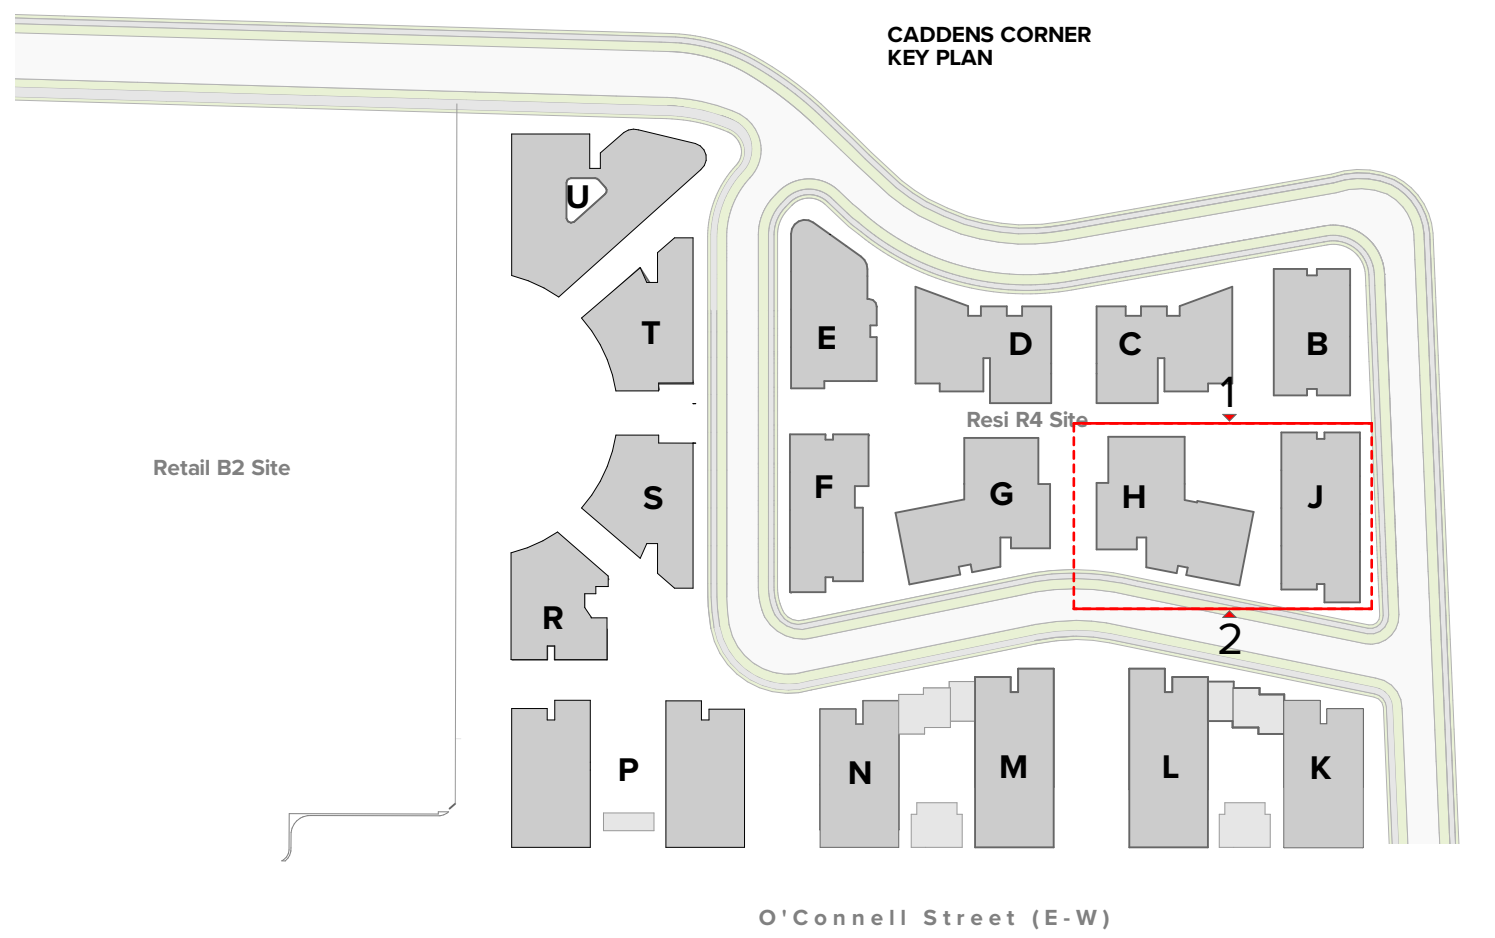 CADDENS CORNER
KEY PLAN
U
T
E
D
C
B
1
Resi R4 Site
Retail B2 Site
S
F
G
H
J
R
2
P
N
M
L
K
O'Connell Street (E-W)